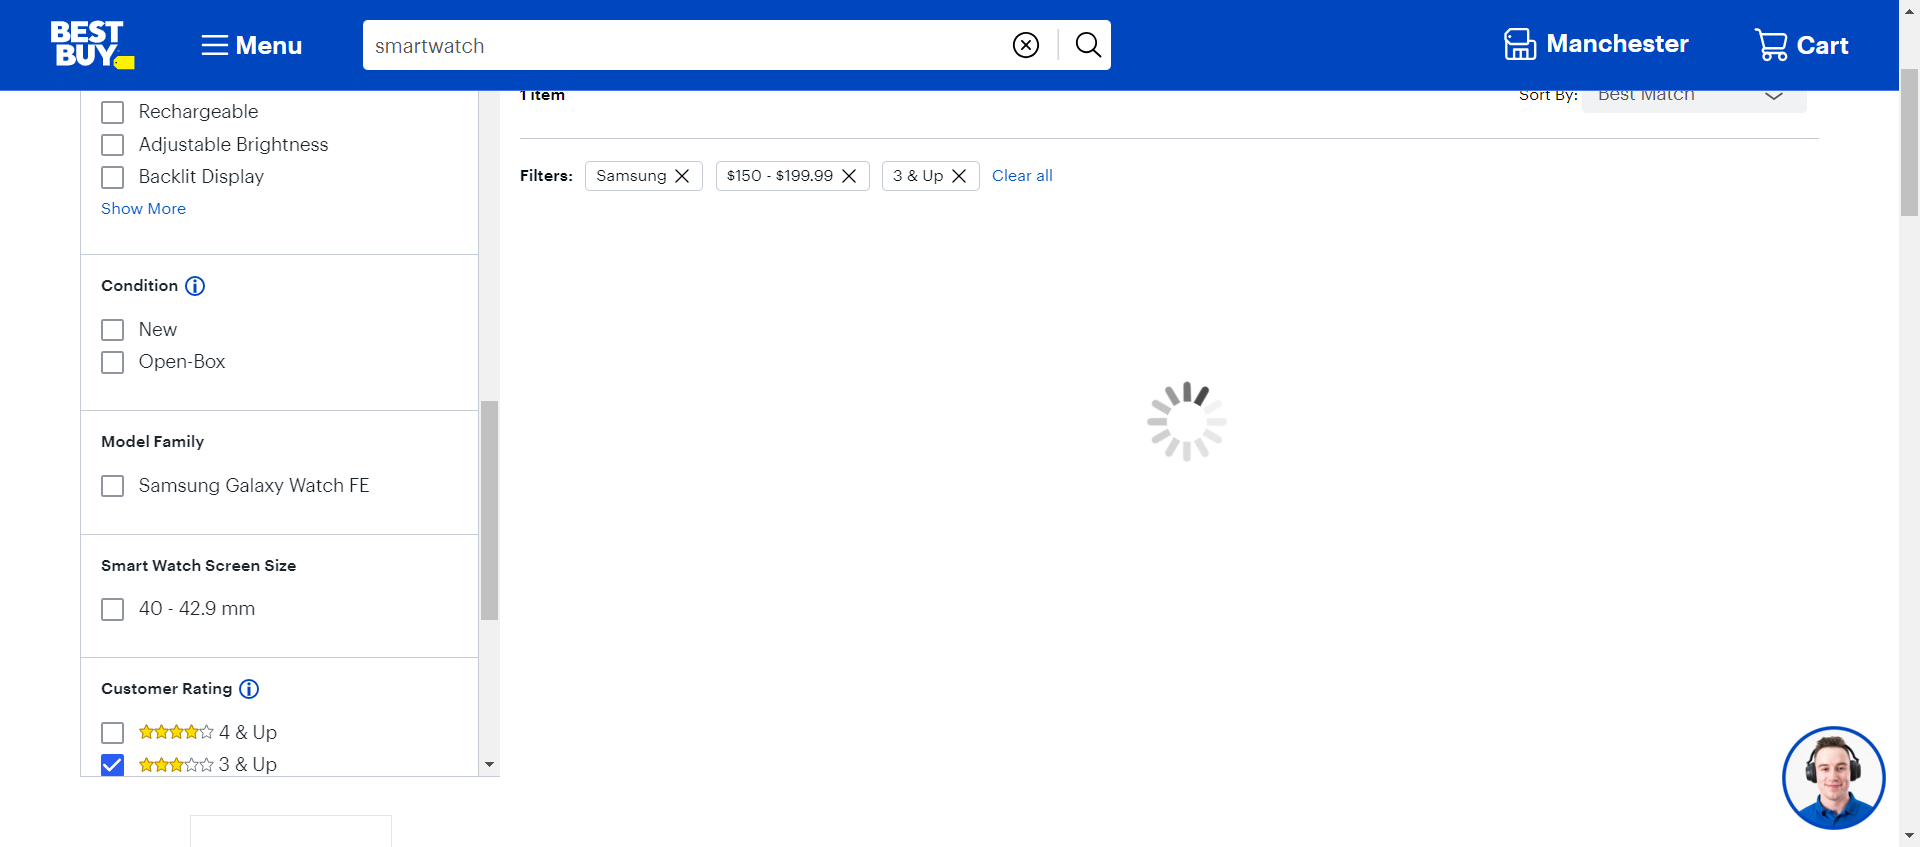 BEST
BUY
Menu
smartwatch
Manchester
Cart
Rechargeable
Adjustable Brightness
Backlit Display
Show More
Condition
New
Open-Box
Model Family
Samsung Galaxy Watch FE
Smart Watch Screen Size
40 - 42.9 mm
Customer Rating
4 & Up
3 & Up
1 item
Sort By: Best Match
Filters: Samsung $150 - $199.99 3 & Up Clear all